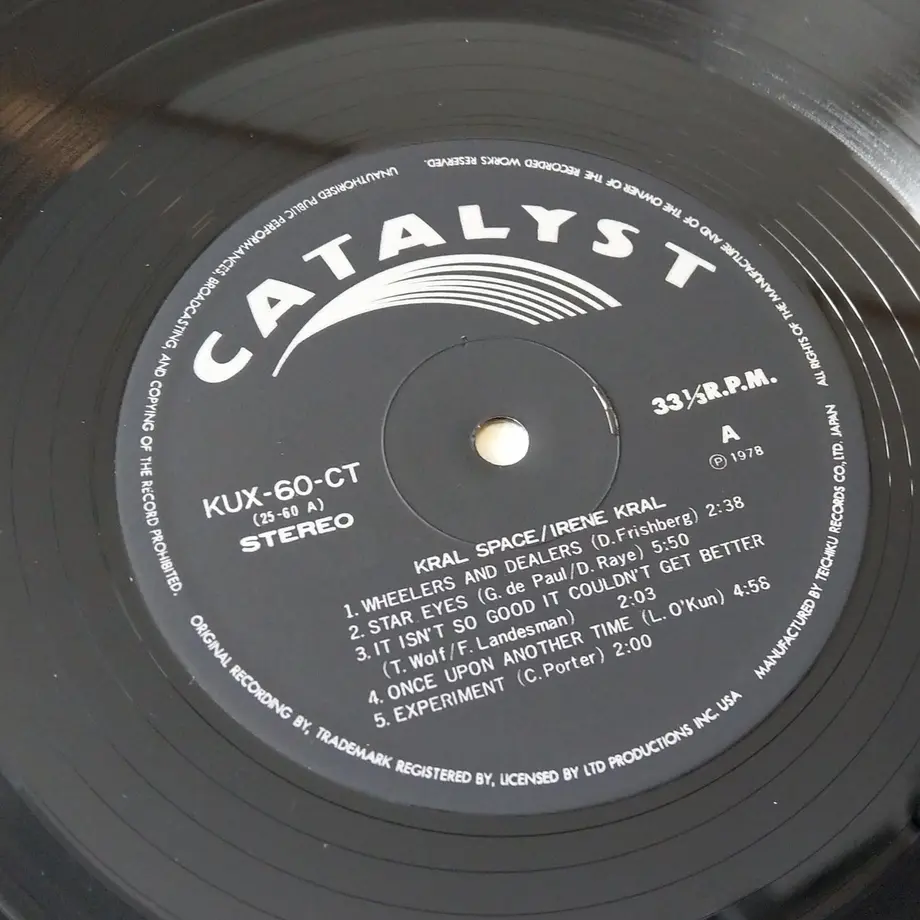 CATALYST
33⅓R.P.M.
A
Ⓟ 1978
KUX-60-CT
(25-60 A)
STEREO
KRAL SPACE/IRENE KRAL
1. WHEELERS AND DEALERS (D. Frishberg) 2:38
2. STAR EYES (G. de Paul/D. Raye) 5:50
3. IT ISN'T SO GOOD IT COULDN'T GET BETTER
(T. Wolf/F. Landesman) 2:03
4. ONCE UPON ANOTHER TIME (L. O'Kun) 4:58
5. EXPERIMENT (C. Porter) 2:00
ALL RIGHTS OF THE MANUFACTURE AND OF THE OWNER OF THE RECORDED WORKS RESERVED.
UNAUTHORISED PUBLIC PERFORMANCES, BROADCASTING, AND COPYING OF THE RECORD PROHIBITED.
ORIGINAL RECORDING BY, TRADEMARK REGISTERED BY, LICENSED BY LTD PRODUCTIONS INC. USA
MANUFACTURED BY TEICHIKU RECORDS CO., LTD. JAPAN